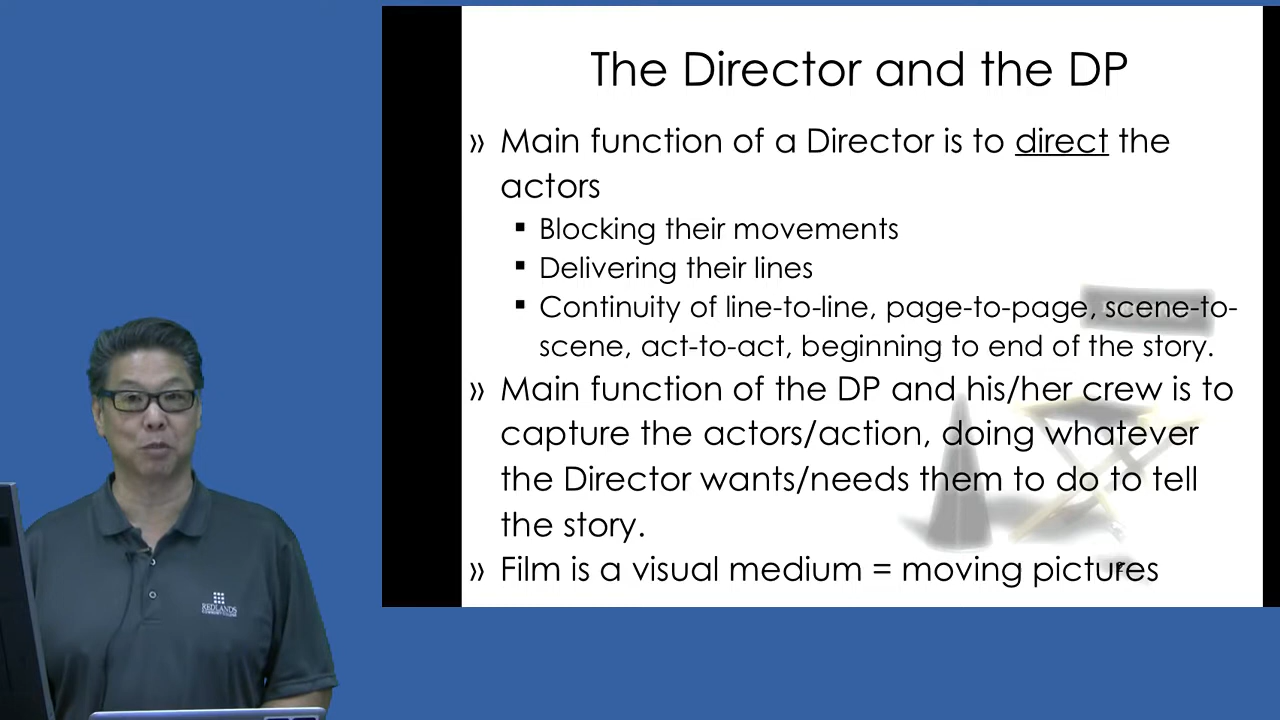 The Director and the DP
» Main function of a Director is to direct the
actors
▪ Blocking their movements
▪ Delivering their lines
▪ Continuity of line-to-line, page-to-page, scene-to-
scene, act-to-act, beginning to end of the story.
» Main function of the DP and his/her crew is to
capture the actors/action, doing whatever
the Director wants/needs them to do to tell
the story.
» Film is a visual medium = moving pictures
REDLANDS